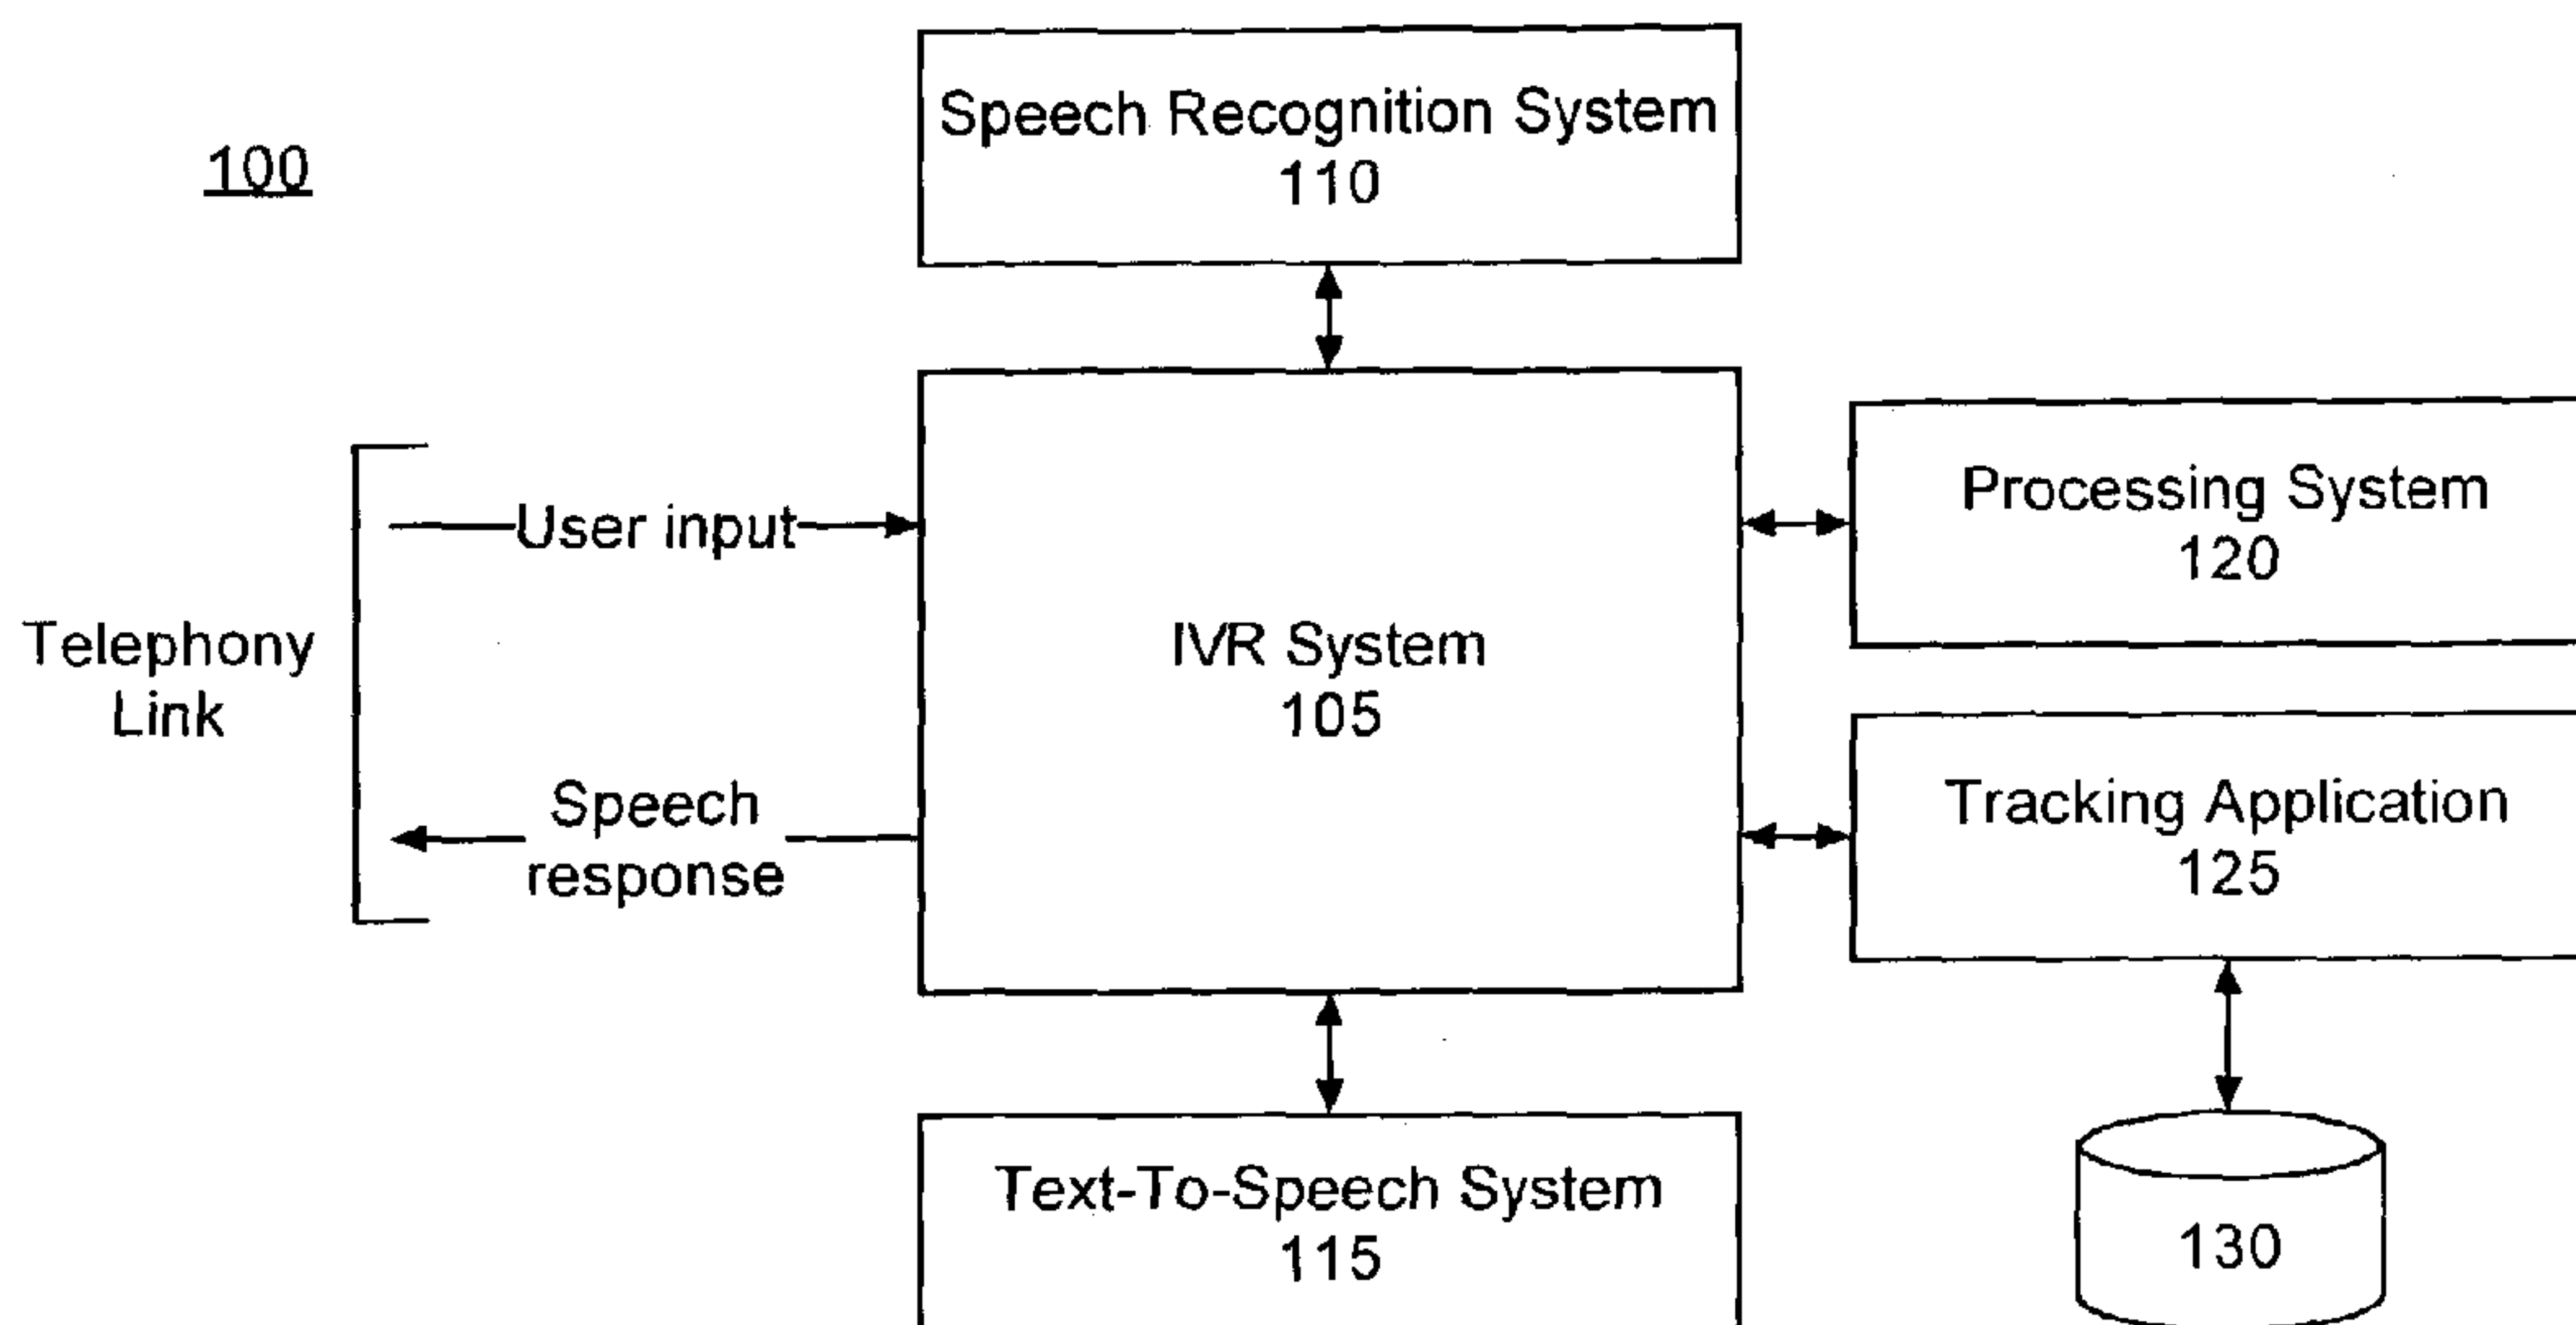 100
Speech Recognition System
110
User input
Telephony
Link
Speech
response
IVR System
105
Processing System
120
Tracking Application
125
Text-To-Speech System
115
130